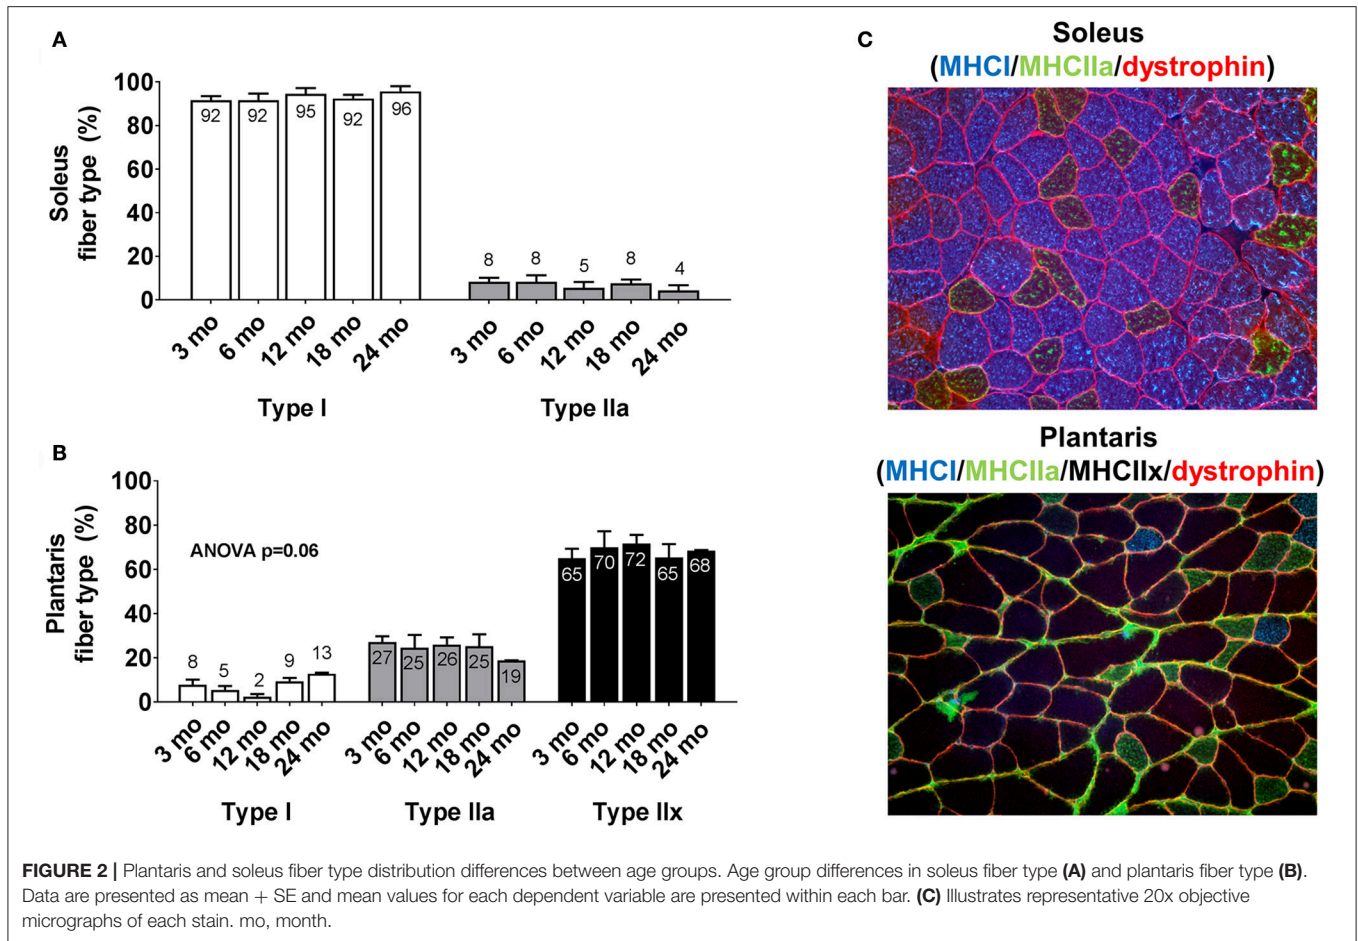 A
Soleus
fiber type (%)
100
80
60
40
20
0
92
92
95
92
96
8
8
5
8
4
3 mo
6 mo
12 mo
18 mo
24 mo
3 mo
6 mo
12 mo
18 mo
24 mo
Type I
Type IIa
B
Plantaris
fiber type (%)
100
80
60
40
20
0
ANOVA p=0.06
8
5
2
9
13
27
25
26
25
19
65
70
72
65
68
3 mo
6 mo
12 mo
18 mo
24 mo
3 mo
6 mo
12 mo
18 mo
24 mo
3 mo
6 mo
12 mo
18 mo
24 mo
Type I
Type IIa
Type IIx
C
Soleus
(MHCI/MHCIIa/dystrophin)
Plantaris
(MHCI/MHCIIa/MHCIIx/dystrophin)
FIGURE 2 | Plantaris and soleus fiber type distribution differences between age groups. Age group differences in soleus fiber type (A) and plantaris fiber type (B).
Data are presented as mean + SE and mean values for each dependent variable are presented within each bar. (C) Illustrates representative 20x objective
micrographs of each stain. mo, month.